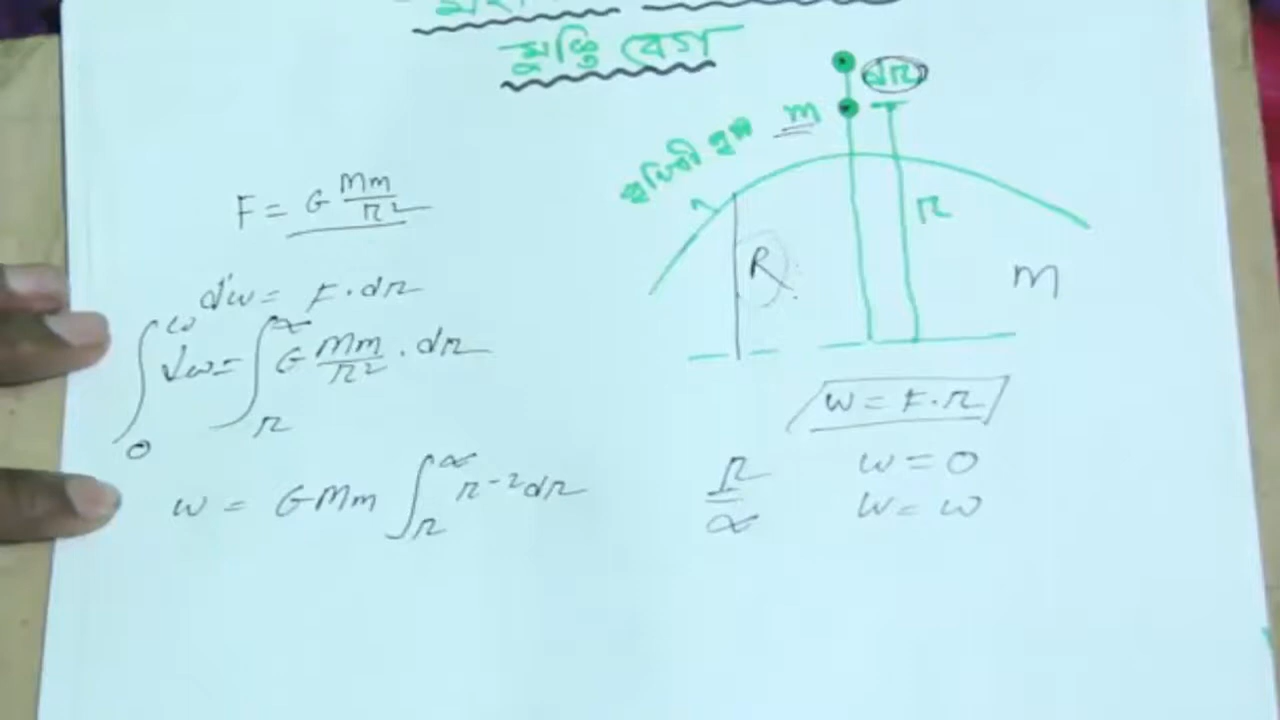 মুক্তি বেগ
dr
m
পৃথিবী পৃষ্ঠ
F = G Mm/r²
r
R
m
dw = F · dr
∫₀^w dw = ∫_r^∝ G Mm/r² · dr
W = F · r
w = GMm ∫_r^∝ r⁻² dr
r w = 0
∝ w = w